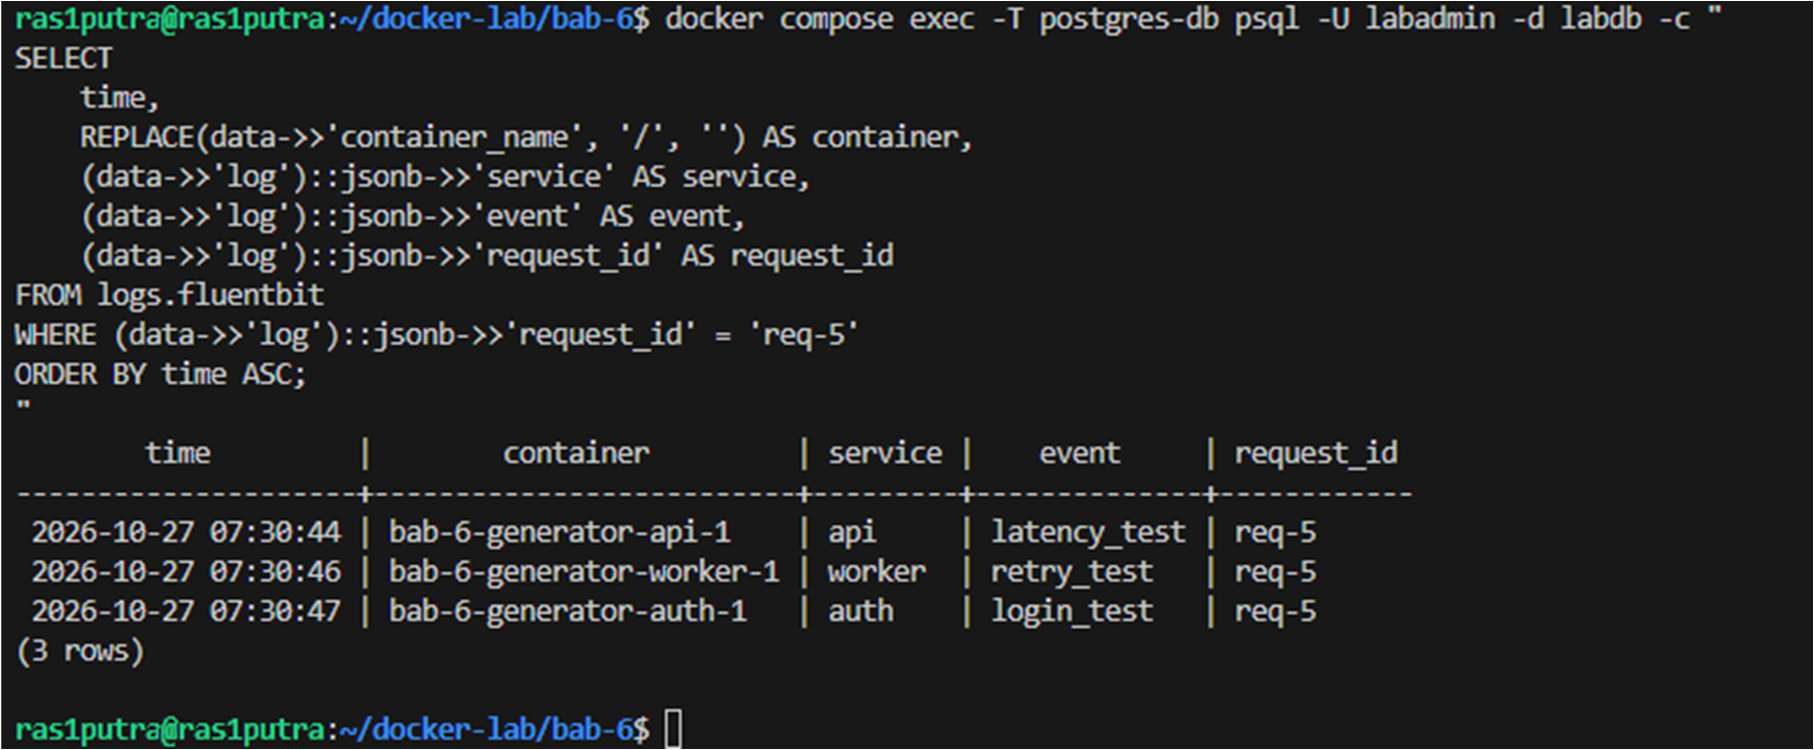 ras1putra@ras1putra:~/docker-lab/bab-6$ docker compose exec -T postgres-db psql -U labadmin -d labdb -c "
SELECT
    time,
    REPLACE(data->>'container_name', '/', '') AS container,
    (data->>'log')::jsonb->>'service' AS service,
    (data->>'log')::jsonb->>'event' AS event,
    (data->>'log')::jsonb->>'request_id' AS request_id
FROM logs.fluentbit
WHERE (data->>'log')::jsonb->>'request_id' = 'req-5'
ORDER BY time ASC;
"
        time         |        container         | service |    event     | request_id
---------------------+--------------------------+---------+--------------+------------
 2026-10-27 07:30:44 | bab-6-generator-api-1    | api     | latency_test | req-5
 2026-10-27 07:30:46 | bab-6-generator-worker-1 | worker  | retry_test   | req-5
 2026-10-27 07:30:47 | bab-6-generator-auth-1   | auth    | login_test   | req-5
(3 rows)
ras1putra@ras1putra:~/docker-lab/bab-6$